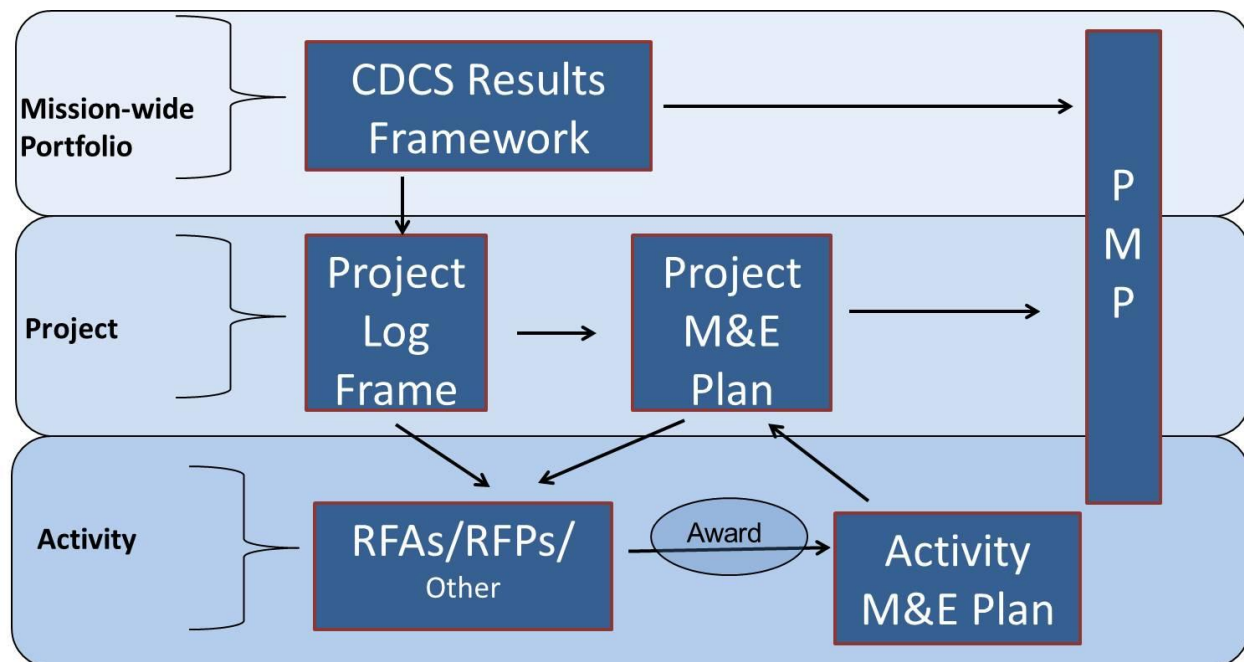 Mission-wide
Portfolio
CDCS Results
Framework
P
M
P
Project
Project
Log
Frame
Project
M&E
Plan
Activity
RFAs/RFPs/
Other
Award
Activity
M&E Plan